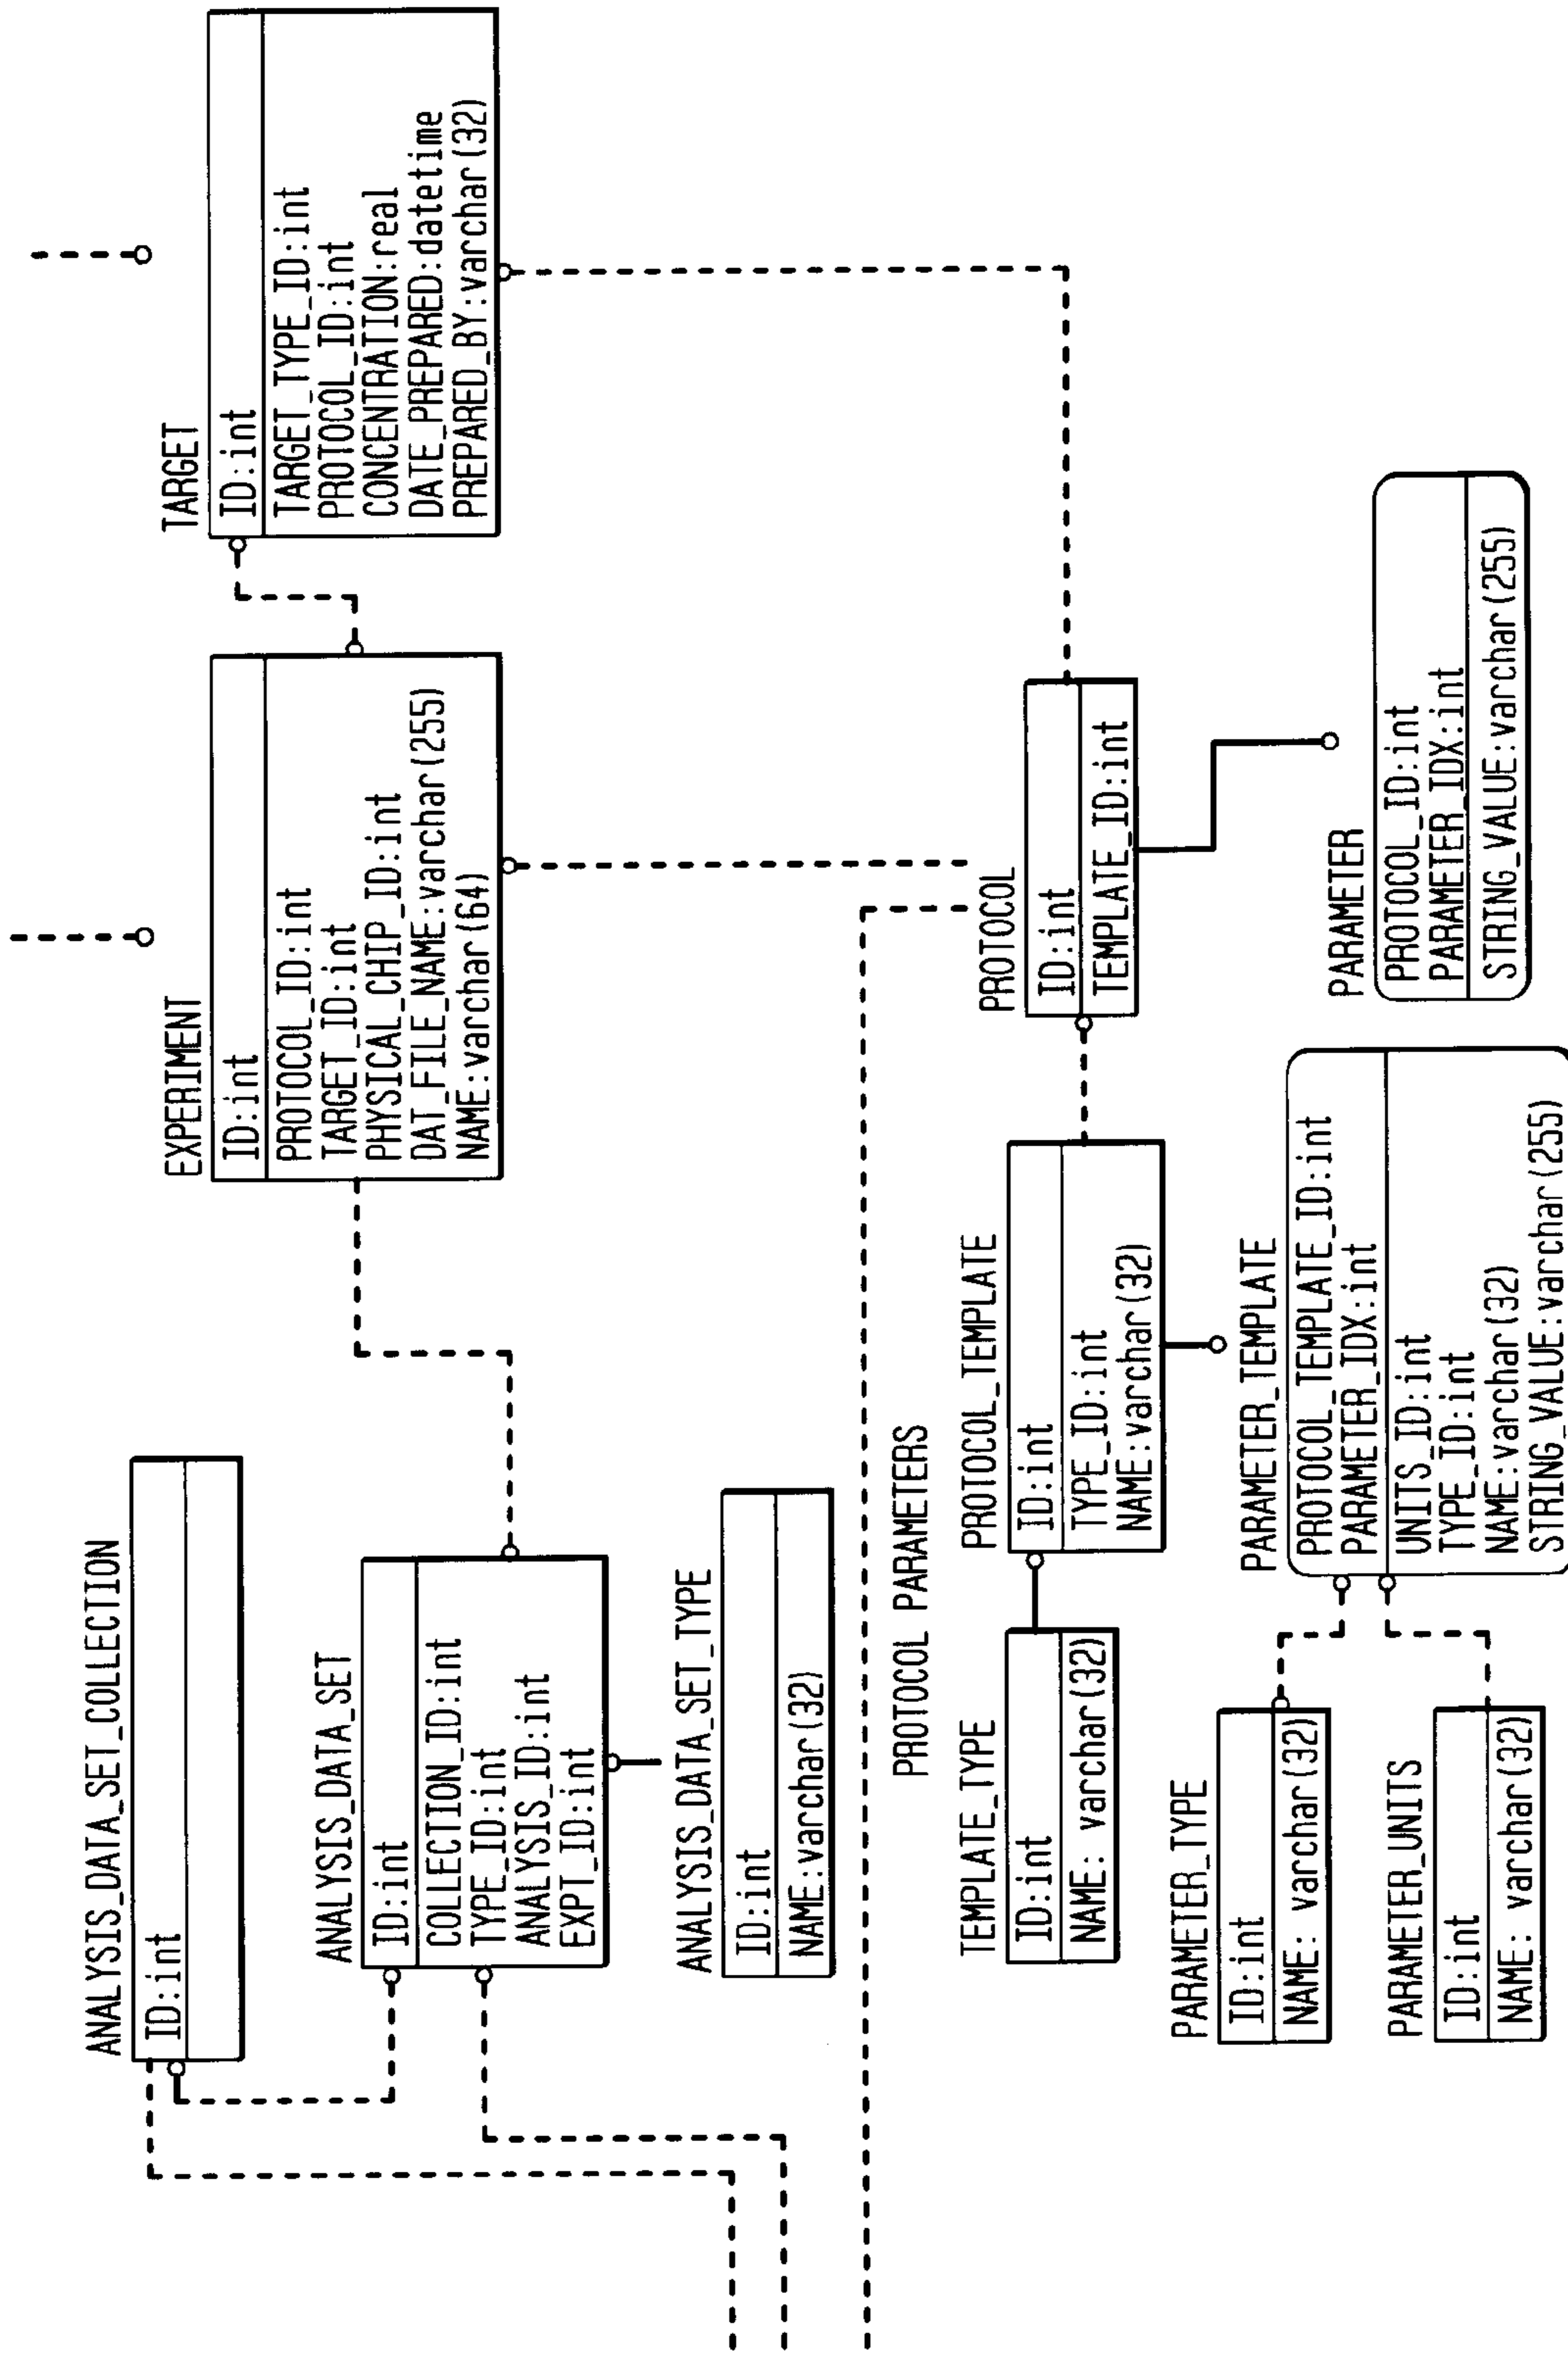 ANALYSIS_DATA_SET_COLLECTION
ID:int
ANALYSIS_DATA_SET
ID:int
COLLECTION_ID:int
TYPE_ID:int
ANALYSIS_ID:int
EXPT_ID:int
ANALYSIS_DATA_SET_TYPE
ID:int
NAME:varchar(32)
EXPERIMENT
ID:int
PROTOCOL_ID:int
TARGET_ID:int
PHYSICAL_CHIP_ID:int
DAT_FILE_NAME:varchar(255)
NAME:varchar(64)
TARGET
ID:int
TARGET_TYPE_ID:int
PROTOCOL_ID:int
CONCENTRATION:real
DATE_PREPARED:datetime
PREPARED_BY:varchar(32)
PROTOCOL PARAMETERS
TEMPLATE_TYPE
ID:int
NAME: varchar(32)
PROTOCOL_TEMPLATE
ID:int
TYPE_ID:int
NAME:varchar(32)
PROTOCOL
ID:int
TEMPLATE_ID:int
PARAMETER_TYPE
ID:int
NAME: varchar(32)
PARAMETER_UNITS
ID:int
NAME: varchar(32)
PARAMETER_TEMPLATE
PROTOCOL_TEMPLATE_ID:int
PARAMETER_IDX:int
UNITS_ID:int
TYPE_ID:int
NAME:varchar(32)
STRING_VALUE:varchar(255)
PARAMETER
PROTOCOL_ID:int
PARAMETER_IDX:int
STRING_VALUE:varchar(255)